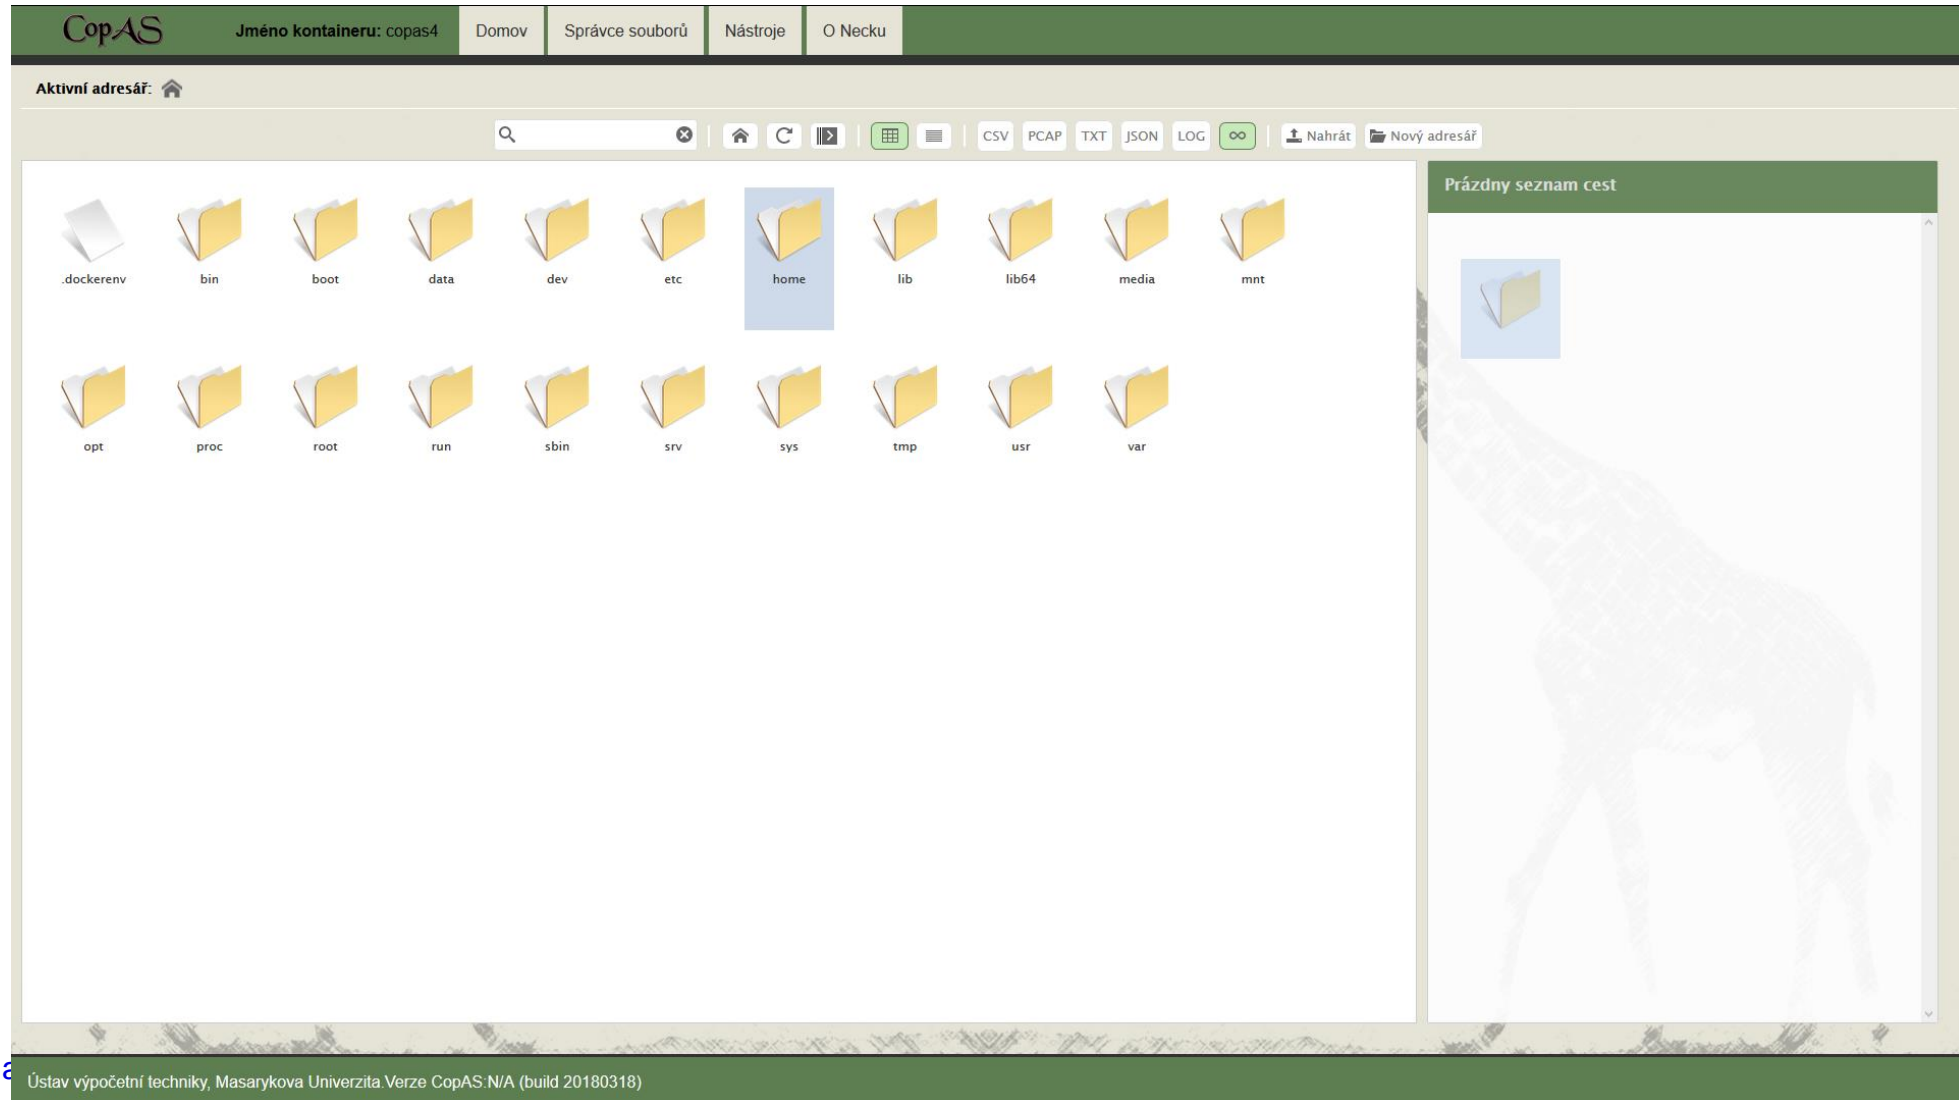 CopAS Jméno kontaineru: copas4 Domov Správce souborů Nástroje O Necku
Aktivní adresář:
CSV PCAP TXT JSON LOG ∞ Nahrát Nový adresář
Prázdny seznam cest
.dockerenv bin boot data dev etc home lib lib64 media mnt
opt proc root run sbin srv sys tmp usr var
Ústav výpočetní techniky, Masarykova Univerzita.Verze CopAS:N/A (build 20180318)